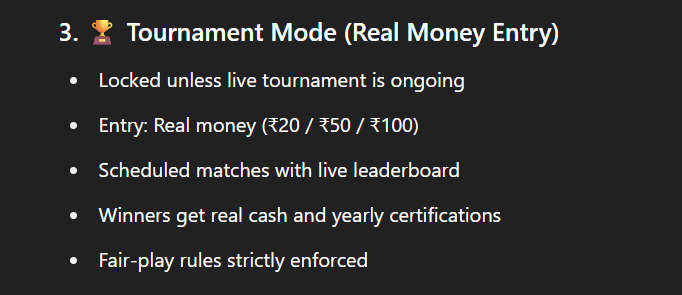 3. 🏆 Tournament Mode (Real Money Entry)
• Locked unless live tournament is ongoing
• Entry: Real money (₹20 / ₹50 / ₹100)
• Scheduled matches with live leaderboard
• Winners get real cash and yearly certifications
• Fair-play rules strictly enforced